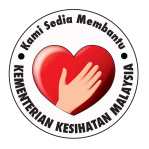 • Kami Sedia Membantu •
KEMENTERIAN KESIHATAN MALAYSIA